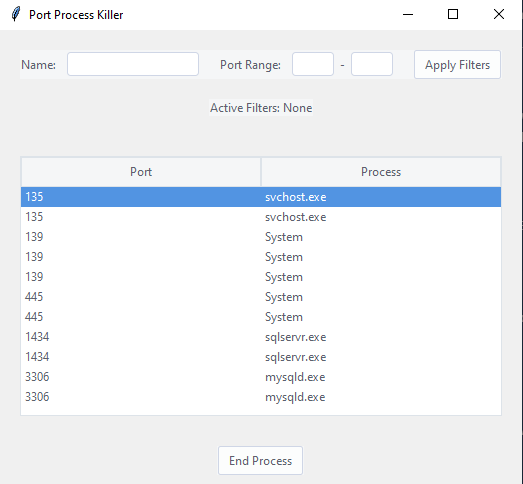 Port Process Killer
Name: Port Range: - Apply Filters
Active Filters: None
Port Process
135 svchost.exe
135 svchost.exe
139 System
139 System
139 System
445 System
445 System
1434 sqlservr.exe
1434 sqlservr.exe
3306 mysqld.exe
3306 mysqld.exe
End Process